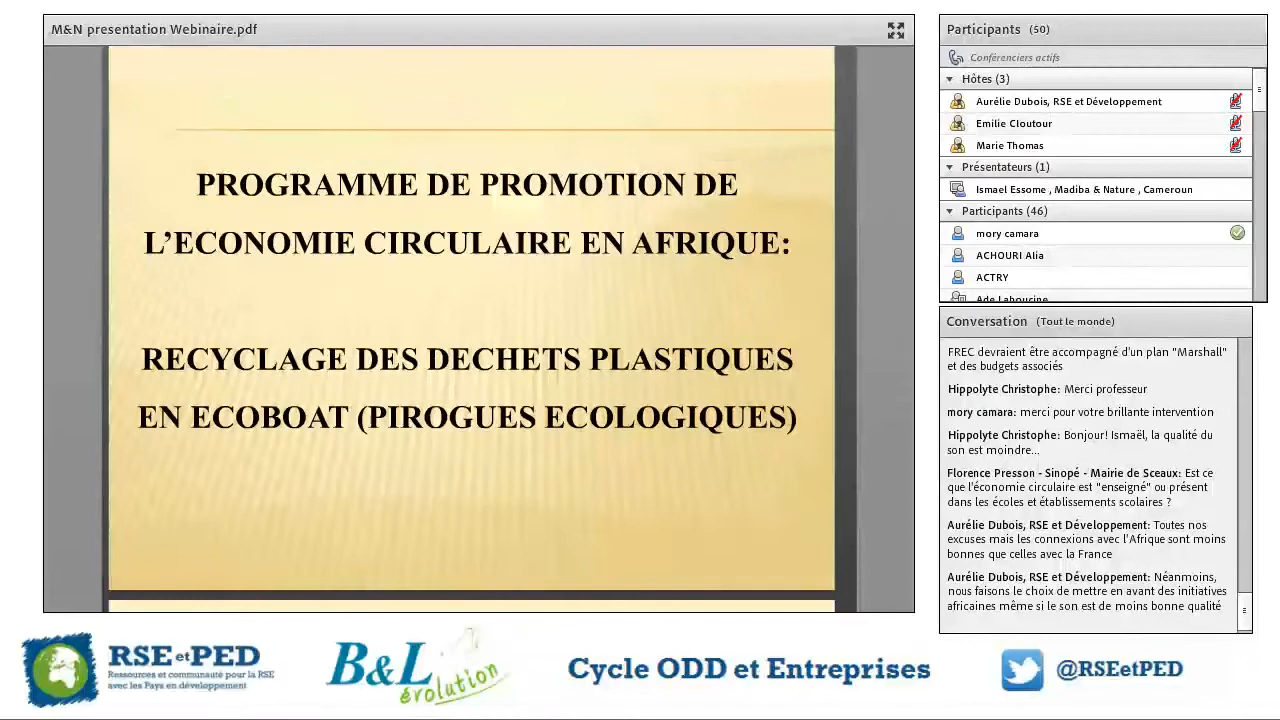 M&N presentation Webinaire.pdf
PROGRAMME DE PROMOTION DE
L’ECONOMIE CIRCULAIRE EN AFRIQUE:
RECYCLAGE DES DECHETS PLASTIQUES
EN ECOBOAT (PIROGUES ECOLOGIQUES)
Participants (50)
Conférenciers actifs
Hôtes (3)
Aurélie Dubois, RSE et Développement
Emilie Cloutour
Marie Thomas
Présentateurs (1)
Ismael Essome , Madiba & Nature , Cameroun
Participants (46)
mory camara
ACHOURI Alia
ACTRY
Ade Lahoucine
Conversation (Tout le monde)
FREC devraient être accompagné d'un plan "Marshall"
et des budgets associés
Hippolyte Christophe: Merci professeur
mory camara: merci pour votre brillante intervention
Hippolyte Christophe: Bonjour! Ismaël, la qualité du
son est moindre...
Florence Presson - Sinopé - Mairie de Sceaux: Est ce
que l'économie circulaire est "enseigné" ou présent
dans les écoles et établissements scolaires ?
Aurélie Dubois, RSE et Développement: Toutes nos
excuses mais les connexions avec l'Afrique sont moins
bonnes que celles avec la France
Aurélie Dubois, RSE et Développement: Néanmoins,
nous faisons le choix de mettre en avant des initiatives
africaines même si le son est de moins bonne qualité
RSE et PED
Ressources et communauté pour la RSE
avec les Pays en développement
B&L
évolution
Cycle ODD et Entreprises
@RSEetPED